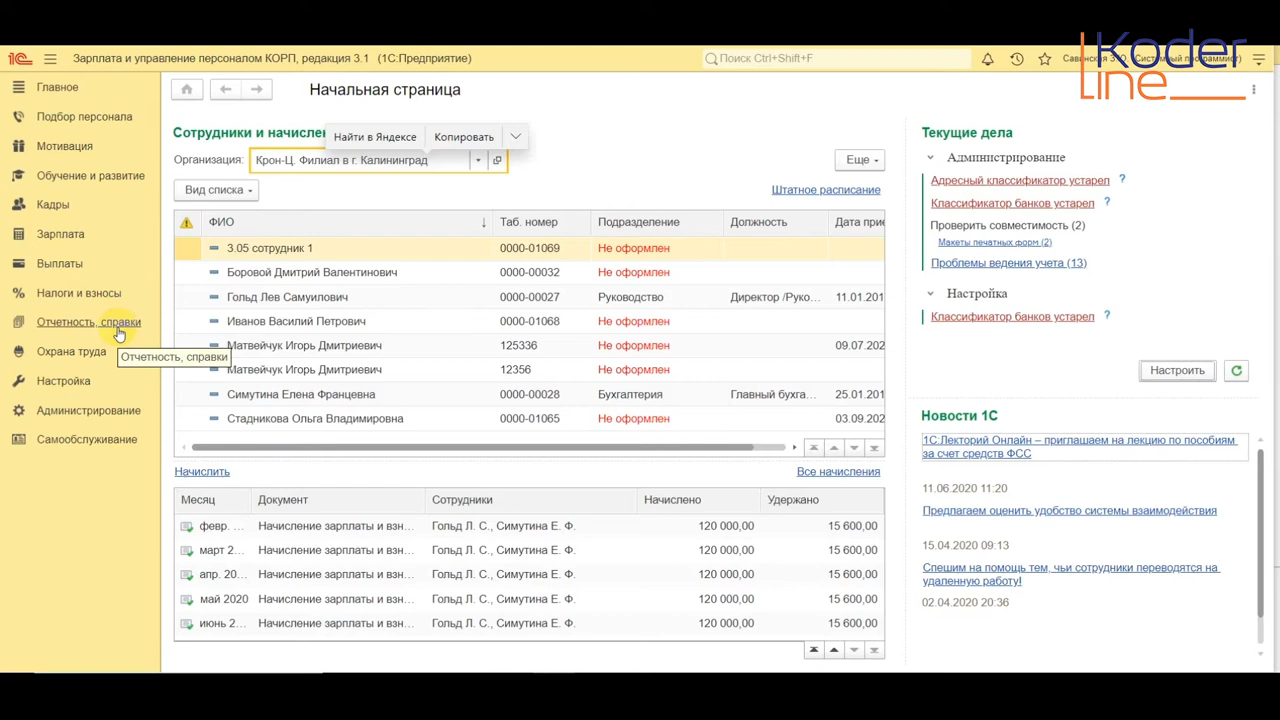 Koder Line
1С Зарплата и управление персоналом КОРП, редакция 3.1 (1С:Предприятие)
Поиск Ctrl+Shift+F
Главное
Подбор персонала
Мотивация
Обучение и развитие
Кадры
Зарплата
Выплаты
Налоги и взносы
Отчетность, справки
Отчетность, справки
Охрана труда
Настройка
Администрирование
Самообслуживание
Начальная страница
Сотрудники и начислен
Найти в Яндексе Копировать
Организация: Крон-Ц. Филиал в г. Калининград Еще
Вид списка Штатное расписание
ФИО Таб. номер Подразделение Должность Дата прие
3.05 сотрудник 1 0000-01069 Не оформлен
Боровой Дмитрий Валентинович 0000-00032 Не оформлен
Гольд Лев Самуилович 0000-00027 Руководство Директор /Руко... 11.01.201
Иванов Василий Петрович 0000-01068 Не оформлен
Матвейчук Игорь Дмитриевич 125336 Не оформлен 09.07.202
Матвейчук Игорь Дмитриевич 12356 Не оформлен
Симутина Елена Францевна 0000-00028 Бухгалтерия Главный бухга... 25.01.201
Стадникова Ольга Владимировна 0000-01065 Не оформлен 03.09.202
Начислить Все начисления
Месяц Документ Сотрудники Начислено Удержано
февр. ... Начисление зарплаты и взн... Гольд Л. С., Симутина Е. Ф. 120 000,00 15 600,00
март 2... Начисление зарплаты и взн... Гольд Л. С., Симутина Е. Ф. 120 000,00 15 600,00
апр. 20... Начисление зарплаты и взн... Гольд Л. С., Симутина Е. Ф. 120 000,00 15 600,00
май 2020 Начисление зарплаты и взн... Гольд Л. С., Симутина Е. Ф. 120 000,00 15 600,00
июнь 2... Начисление зарплаты и взн... Гольд Л. С., Симутина Е. Ф. 120 000,00 15 600,00
Текущие дела
Администрирование
Адресный классификатор устарел ?
Классификатор банков устарел ?
Проверить совместимость (2)
Макеты печатных форм (2)
Проблемы ведения учета (13)
Настройка
Классификатор банков устарел ?
Настроить
Новости 1С
1С:Лекторий Онлайн – приглашаем на лекцию по пособиям
за счет средств ФСС
11.06.2020 11:20
Предлагаем оценить удобство системы взаимодействия
15.04.2020 09:13
Спешим на помощь тем, чьи сотрудники переводятся на
удаленную работу!
02.04.2020 20:36